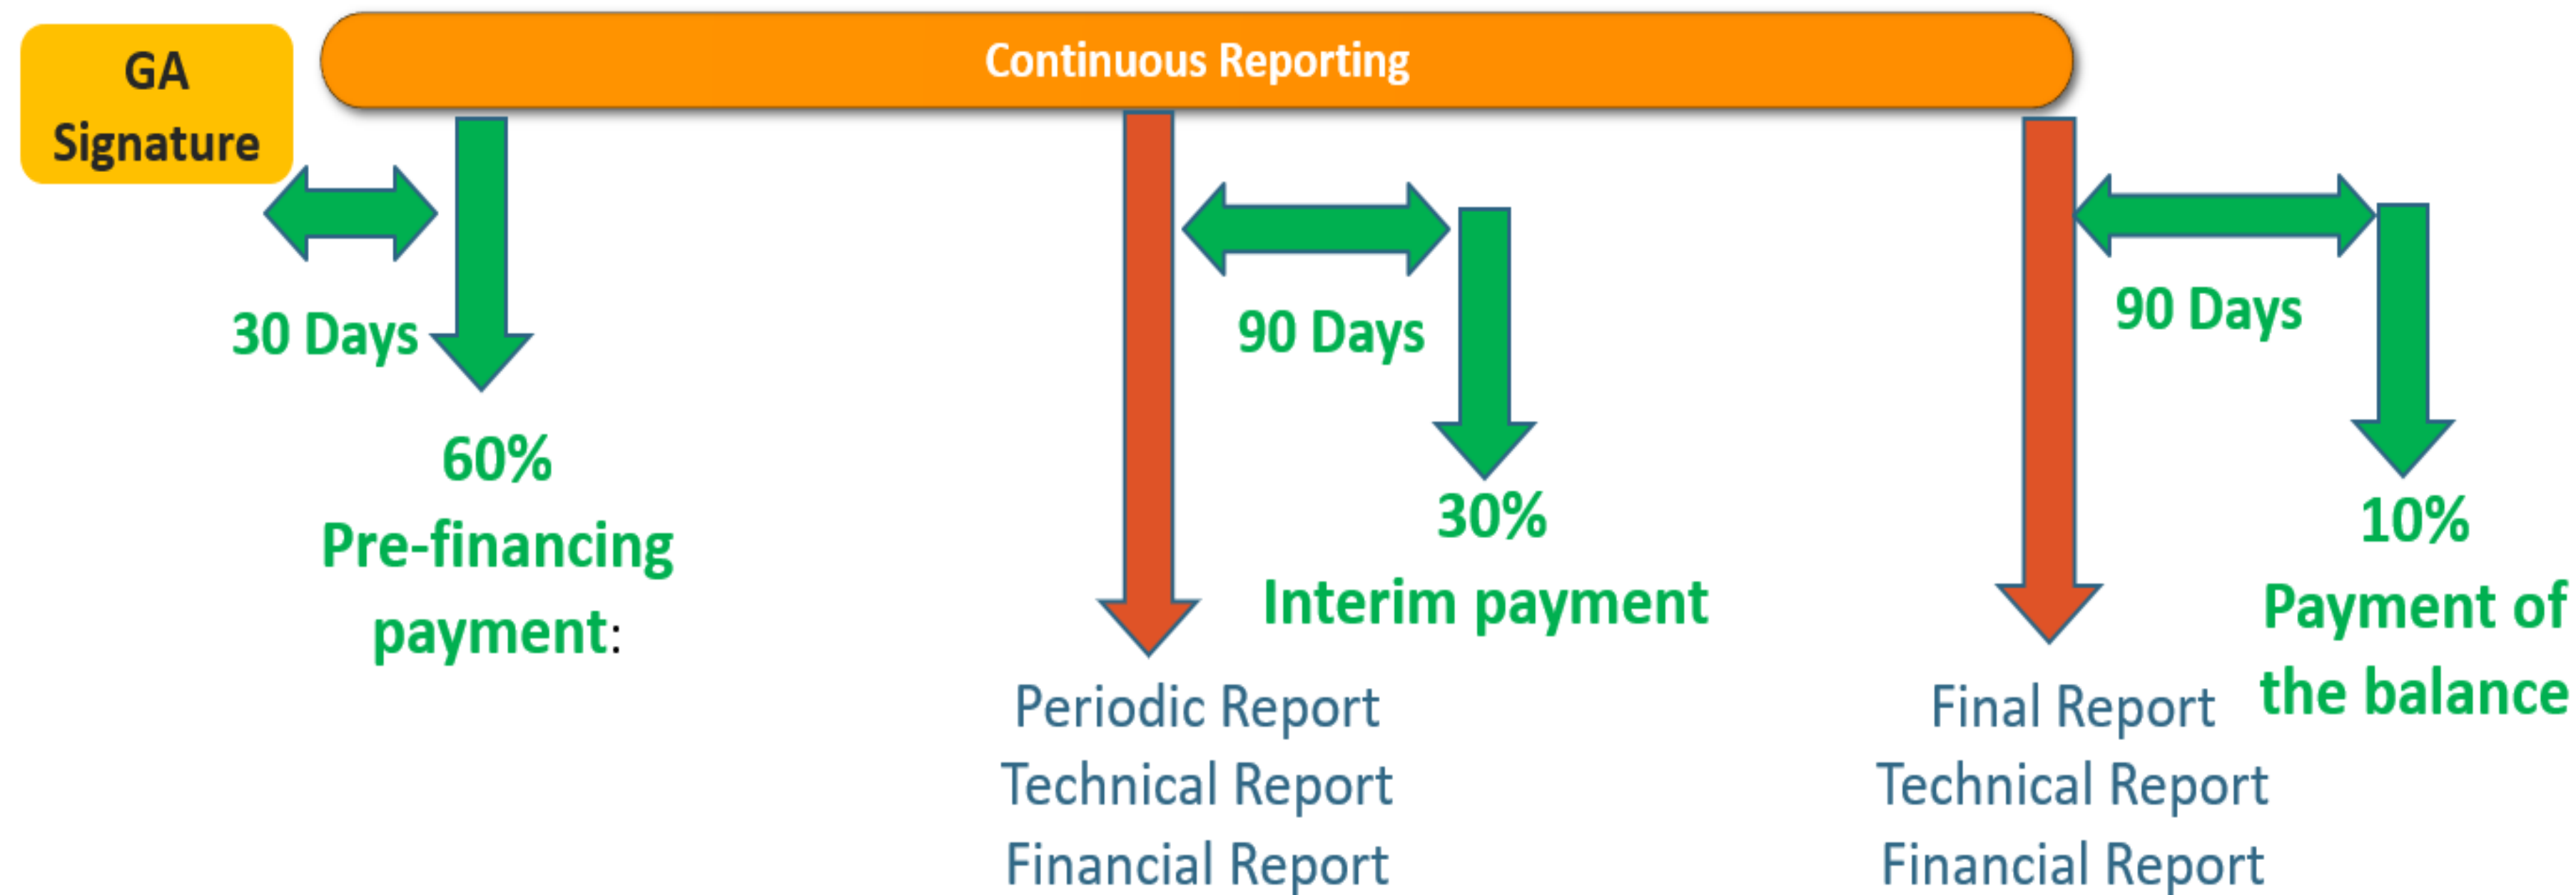 GA
Signature
Continuous Reporting
30 Days
60%
Pre-financing
payment:
90 Days
30%
Interim payment
Periodic Report
Technical Report
Financial Report
90 Days
10%
Payment of
the balance
Final Report
Technical Report
Financial Report